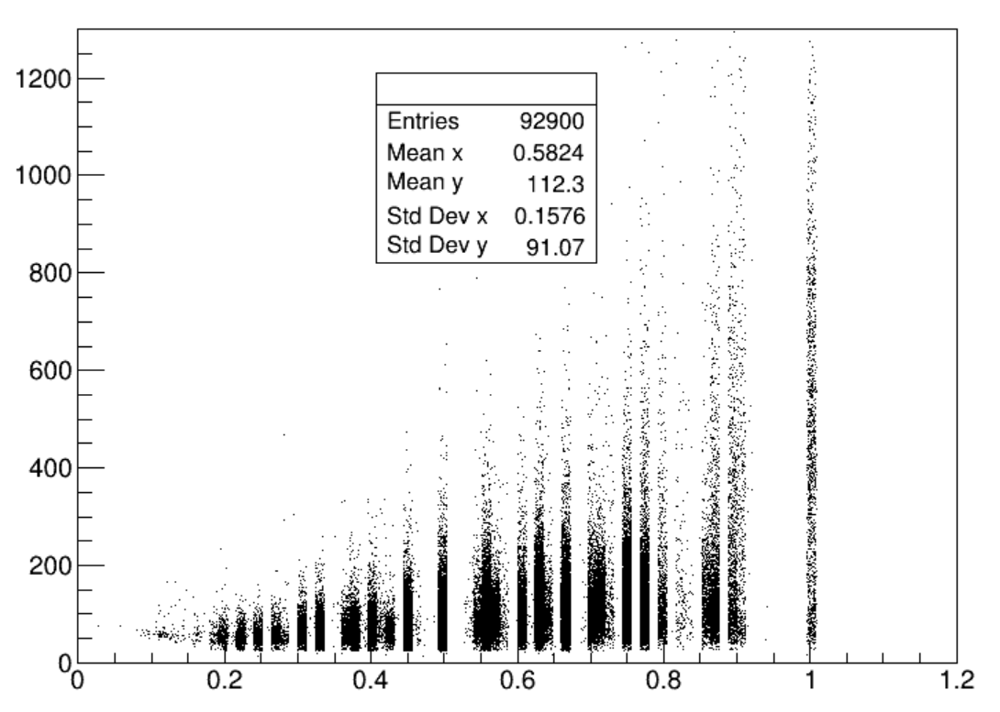 1200
1000
800
600
400
200
0
Entries 92900
Mean x 0.5824
Mean y 112.3
Std Dev x 0.1576
Std Dev y 91.07
0 0.2 0.4 0.6 0.8 1 1.2